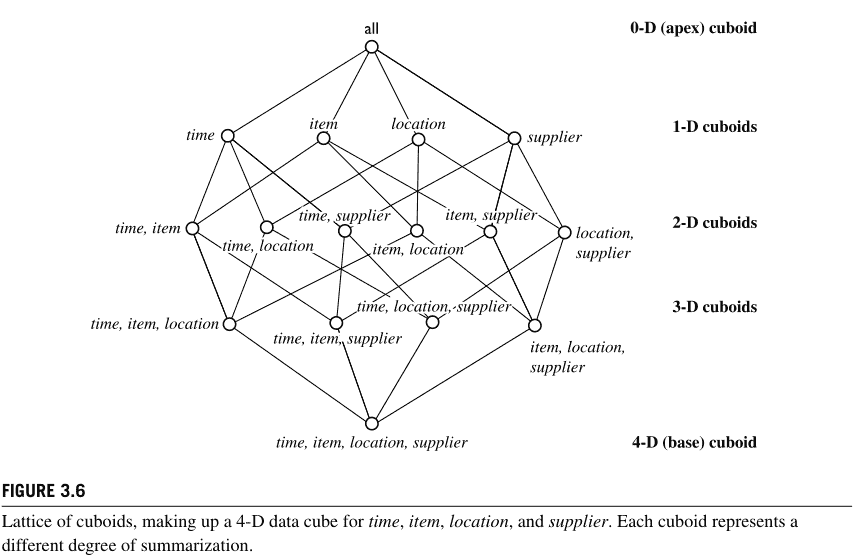 all
0-D (apex) cuboid
time
item
location
supplier
1-D cuboids
time, item
time, location
time, supplier
item, location
item, supplier
location,
supplier
2-D cuboids
time, item, location
time, item, supplier
time, location, supplier
item, location,
supplier
3-D cuboids
time, item, location, supplier
4-D (base) cuboid
FIGURE 3.6
Lattice of cuboids, making up a 4-D data cube for time, item, location, and supplier. Each cuboid represents a
different degree of summarization.